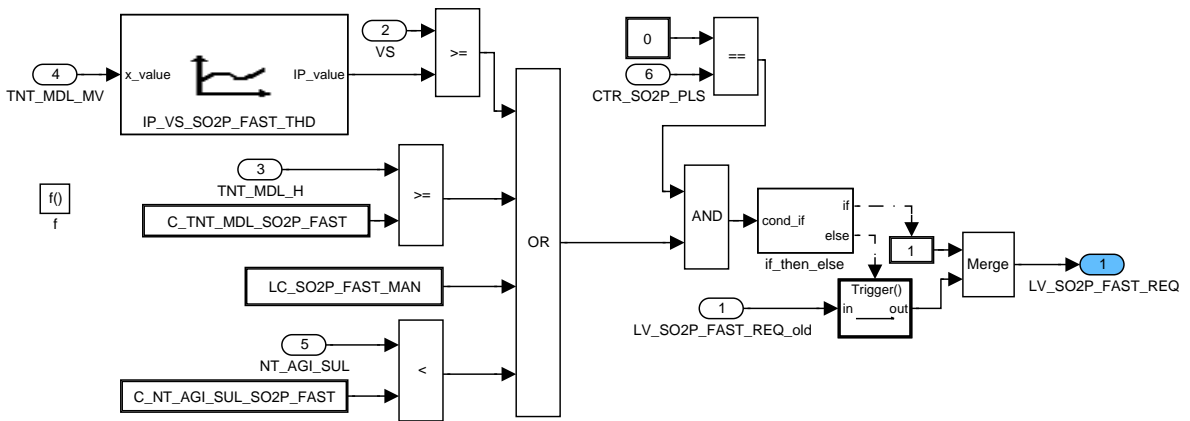 4
TNT_MDL_MV
x_value
IP_value
IP_VS_SO2P_FAST_THD
2
VS
>=
0
6
CTR_SO2P_PLS
==
f()
f
3
TNT_MDL_H
C_TNT_MDL_SO2P_FAST
>=
LC_SO2P_FAST_MAN
5
NT_AGI_SUL
C_NT_AGI_SUL_SO2P_FAST
<
OR
AND
cond_if
if
else
if_then_else
1
1
LV_SO2P_FAST_REQ_old
Trigger()
in
out
Merge
1
LV_SO2P_FAST_REQ